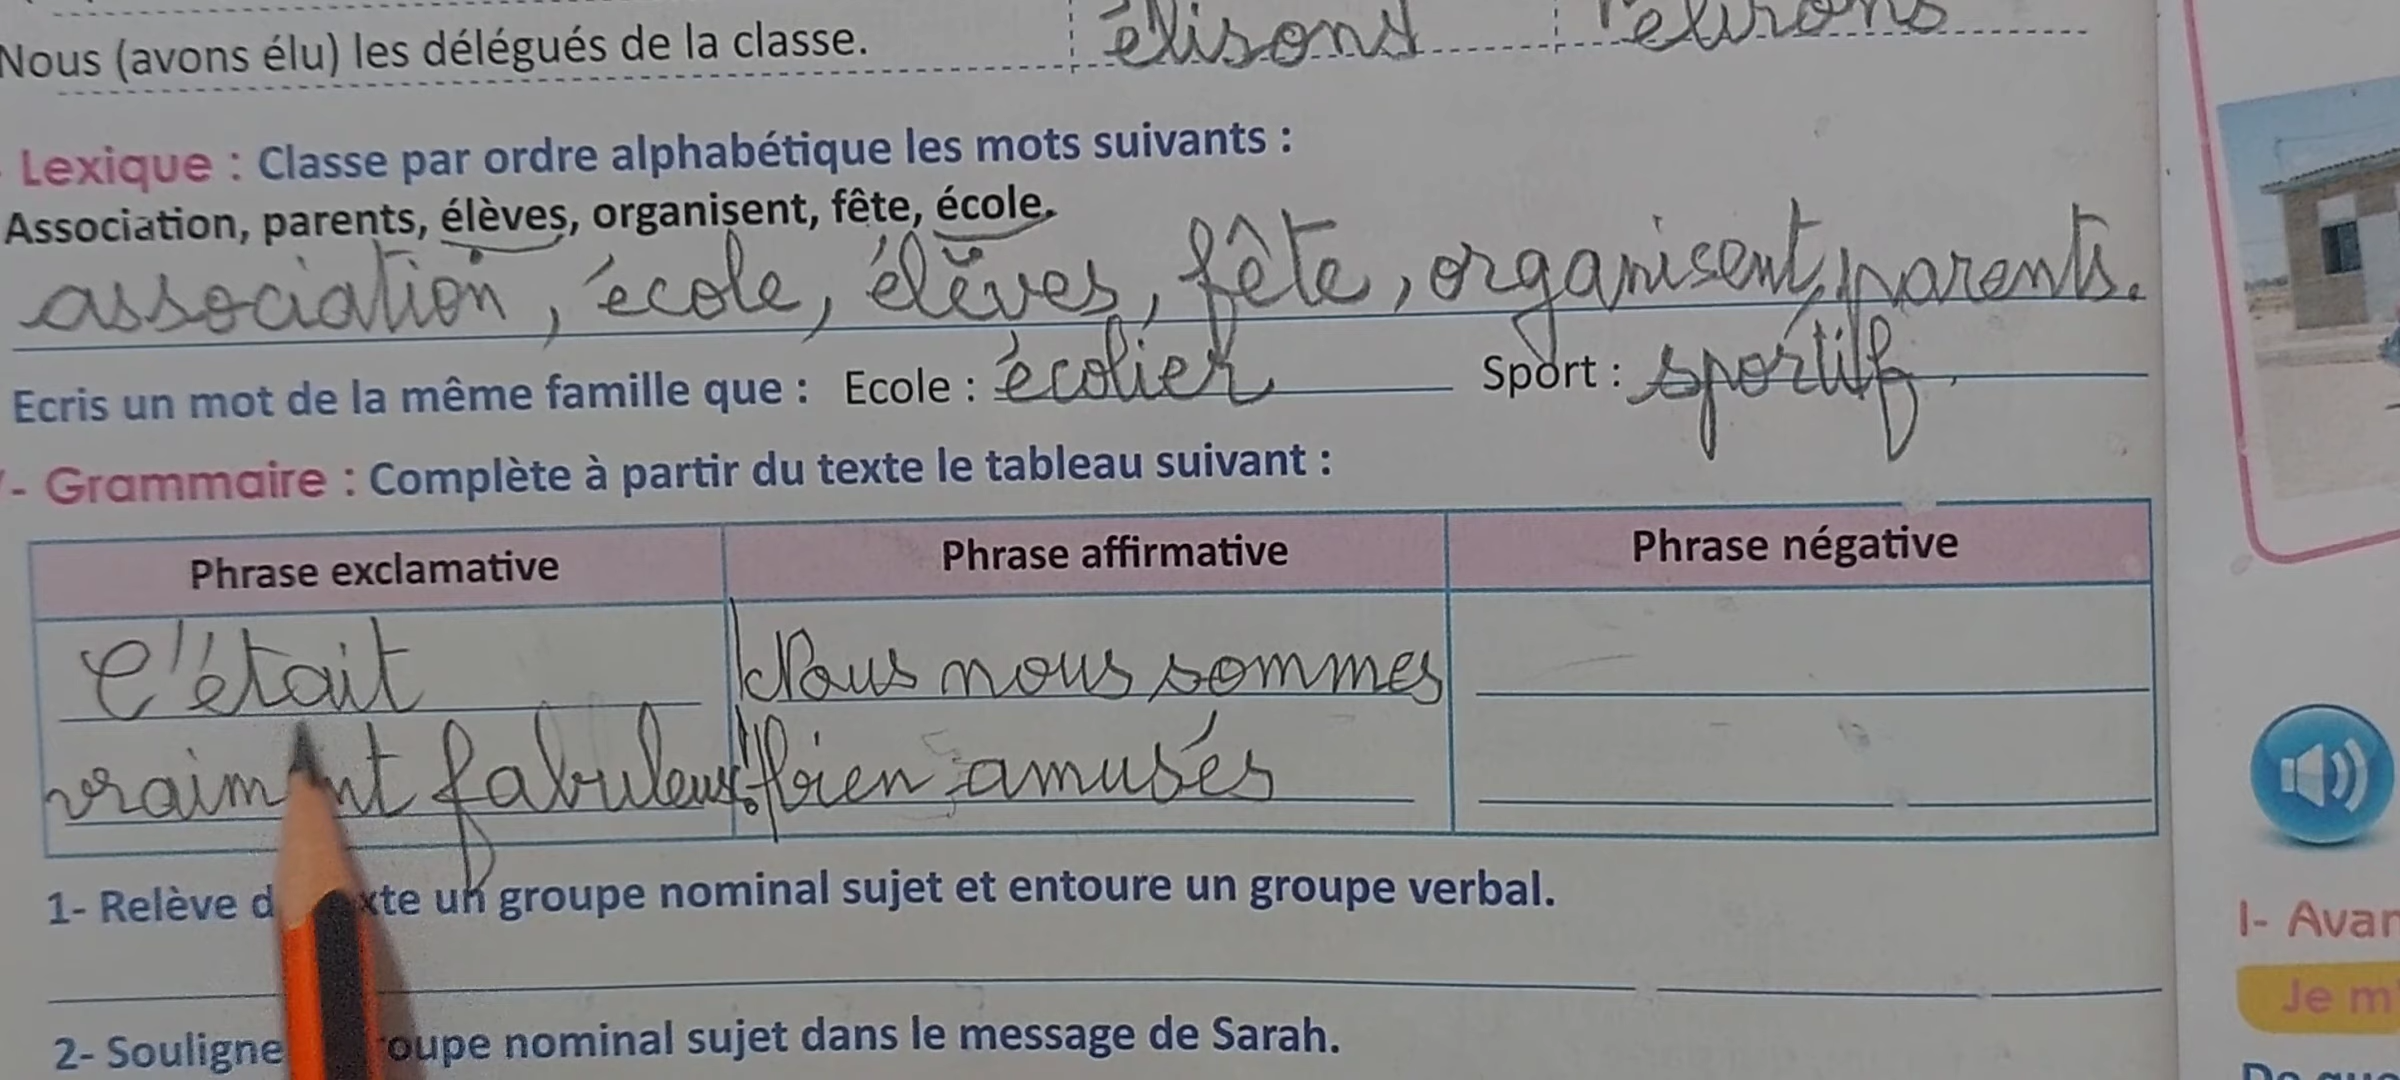 Nous (avons élu) les délégués de la classe. élisons élirons
Lexique : Classe par ordre alphabétique les mots suivants :
Association, parents, élèves, organisent, fête, école.
association, école, élèves, fête, organisent, parents.
Ecris un mot de la même famille que : Ecole : écolier Sport : sportif
- Grammaire : Complète à partir du texte le tableau suivant :
Phrase exclamative Phrase affirmative Phrase négative
C'était Nous nous sommes
fabuleux! bien amusés
1- Relève un groupe nominal sujet et entoure un groupe verbal.
2- Souligne nominal sujet dans le message de Sarah.
I- Avan
Je m'